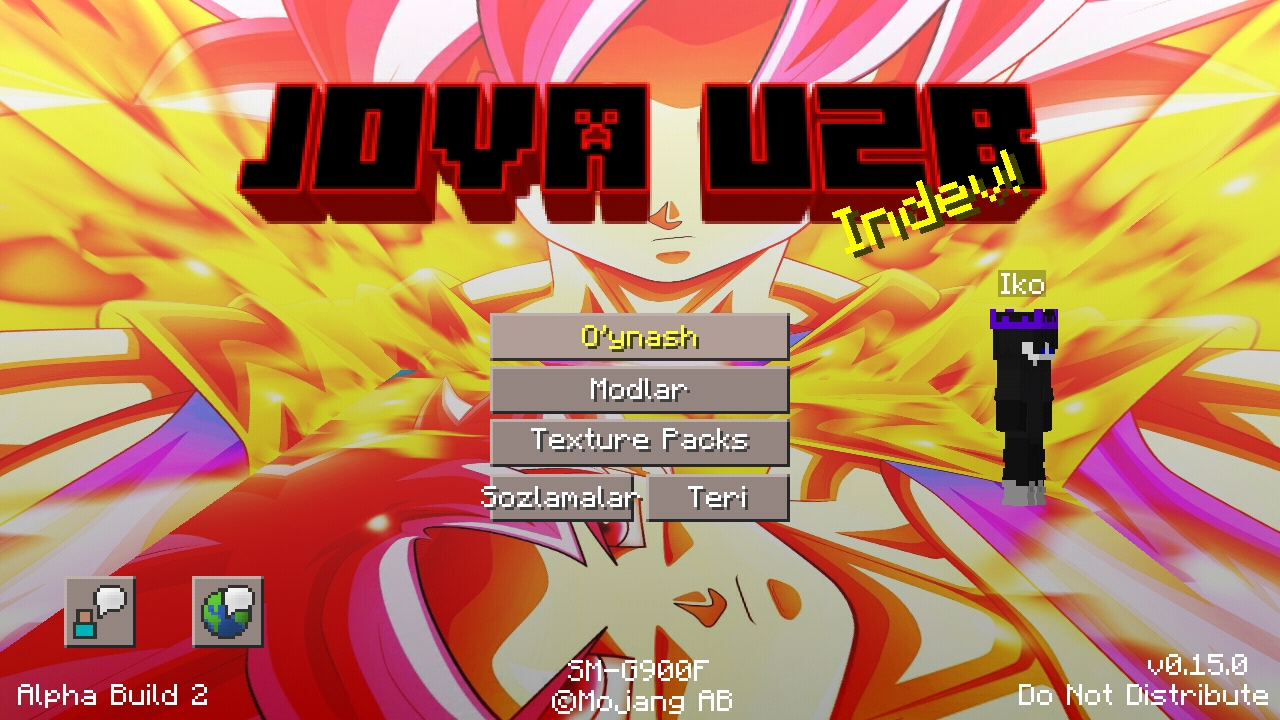 JOVA UZB
Indev!
Iko
O'ynash
Modlar
Texture Packs
Sozlamalar
Teri
SM-G900F
©Mojang AB
Alpha Build 2
v0.15.0
Do Not Distribute